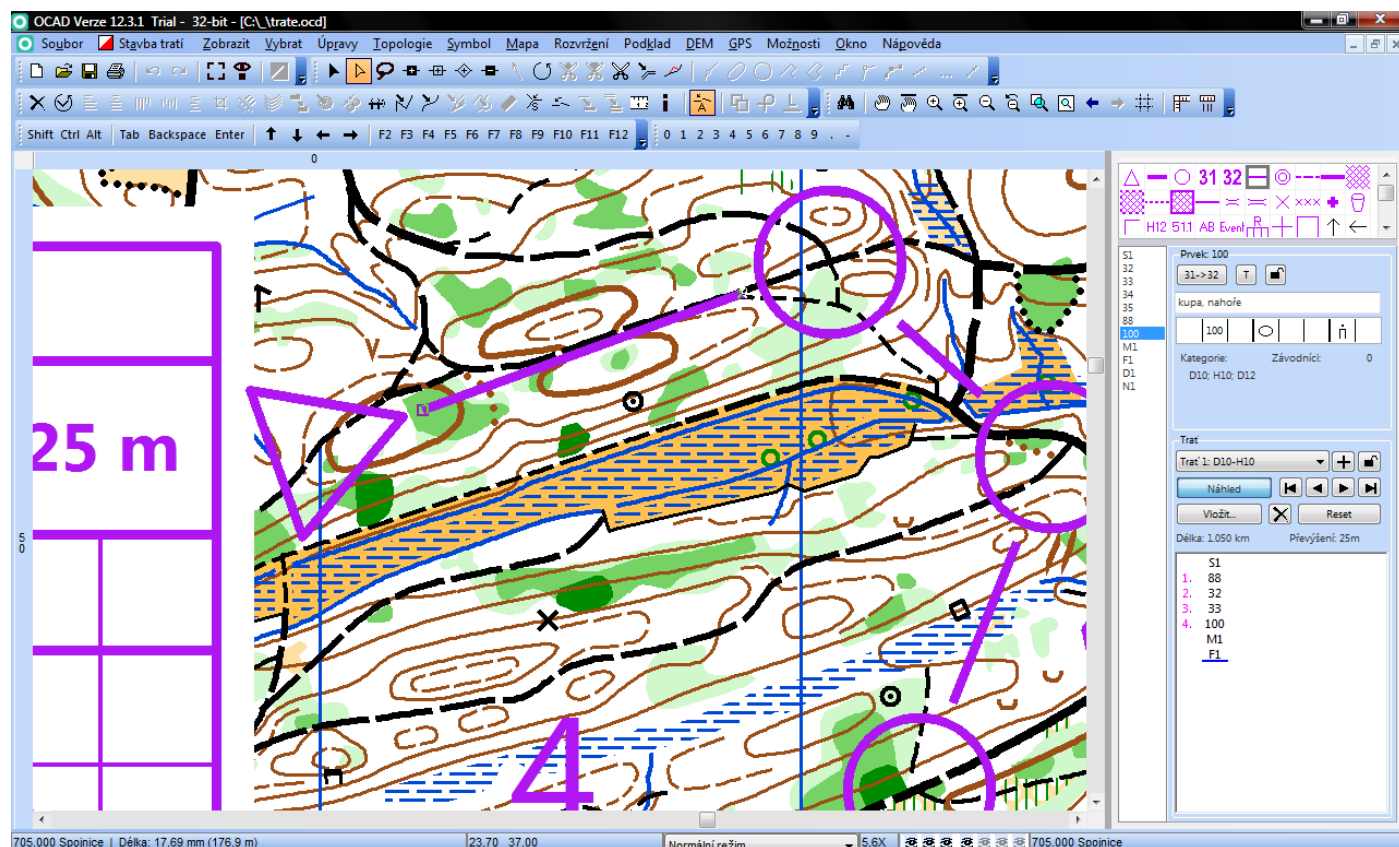 OCAD Verze 12.3.1 Trial - 32-bit - [C:\_\trate.ocd]
Soubor Stavba tratí Zobrazit Vybrat Úpravy Topologie Symbol Mapa Rozvržení Podklad DEM GPS Možnosti Okno Nápověda
Shift Ctrl Alt Tab Backspace Enter F2 F3 F4 F5 F6 F7 F8 F9 F10 F11 F12 0 1 2 3 4 5 6 7 8 9 . -
0
50
25 m
4
31 32
H12 511 AB Event R
S1
32
33
34
35
88
100
M1
F1
D1
N1
Prvek: 100
31->32 T
kupa, nahoře
100
Kategorie: Závodníci: 0
D10; H10; D12
Trať
Trať 1: D10-H10
Náhled
Vložit... Reset
Délka: 1.050 km Převýšení: 25m
S1
1. 88
2. 32
3. 33
4. 100
M1
F1
705.000 Spojnice | Délka: 17.69 mm (176.9 m) 23.70 37.00 Normální režim 5.6X 705.000 Spojnice